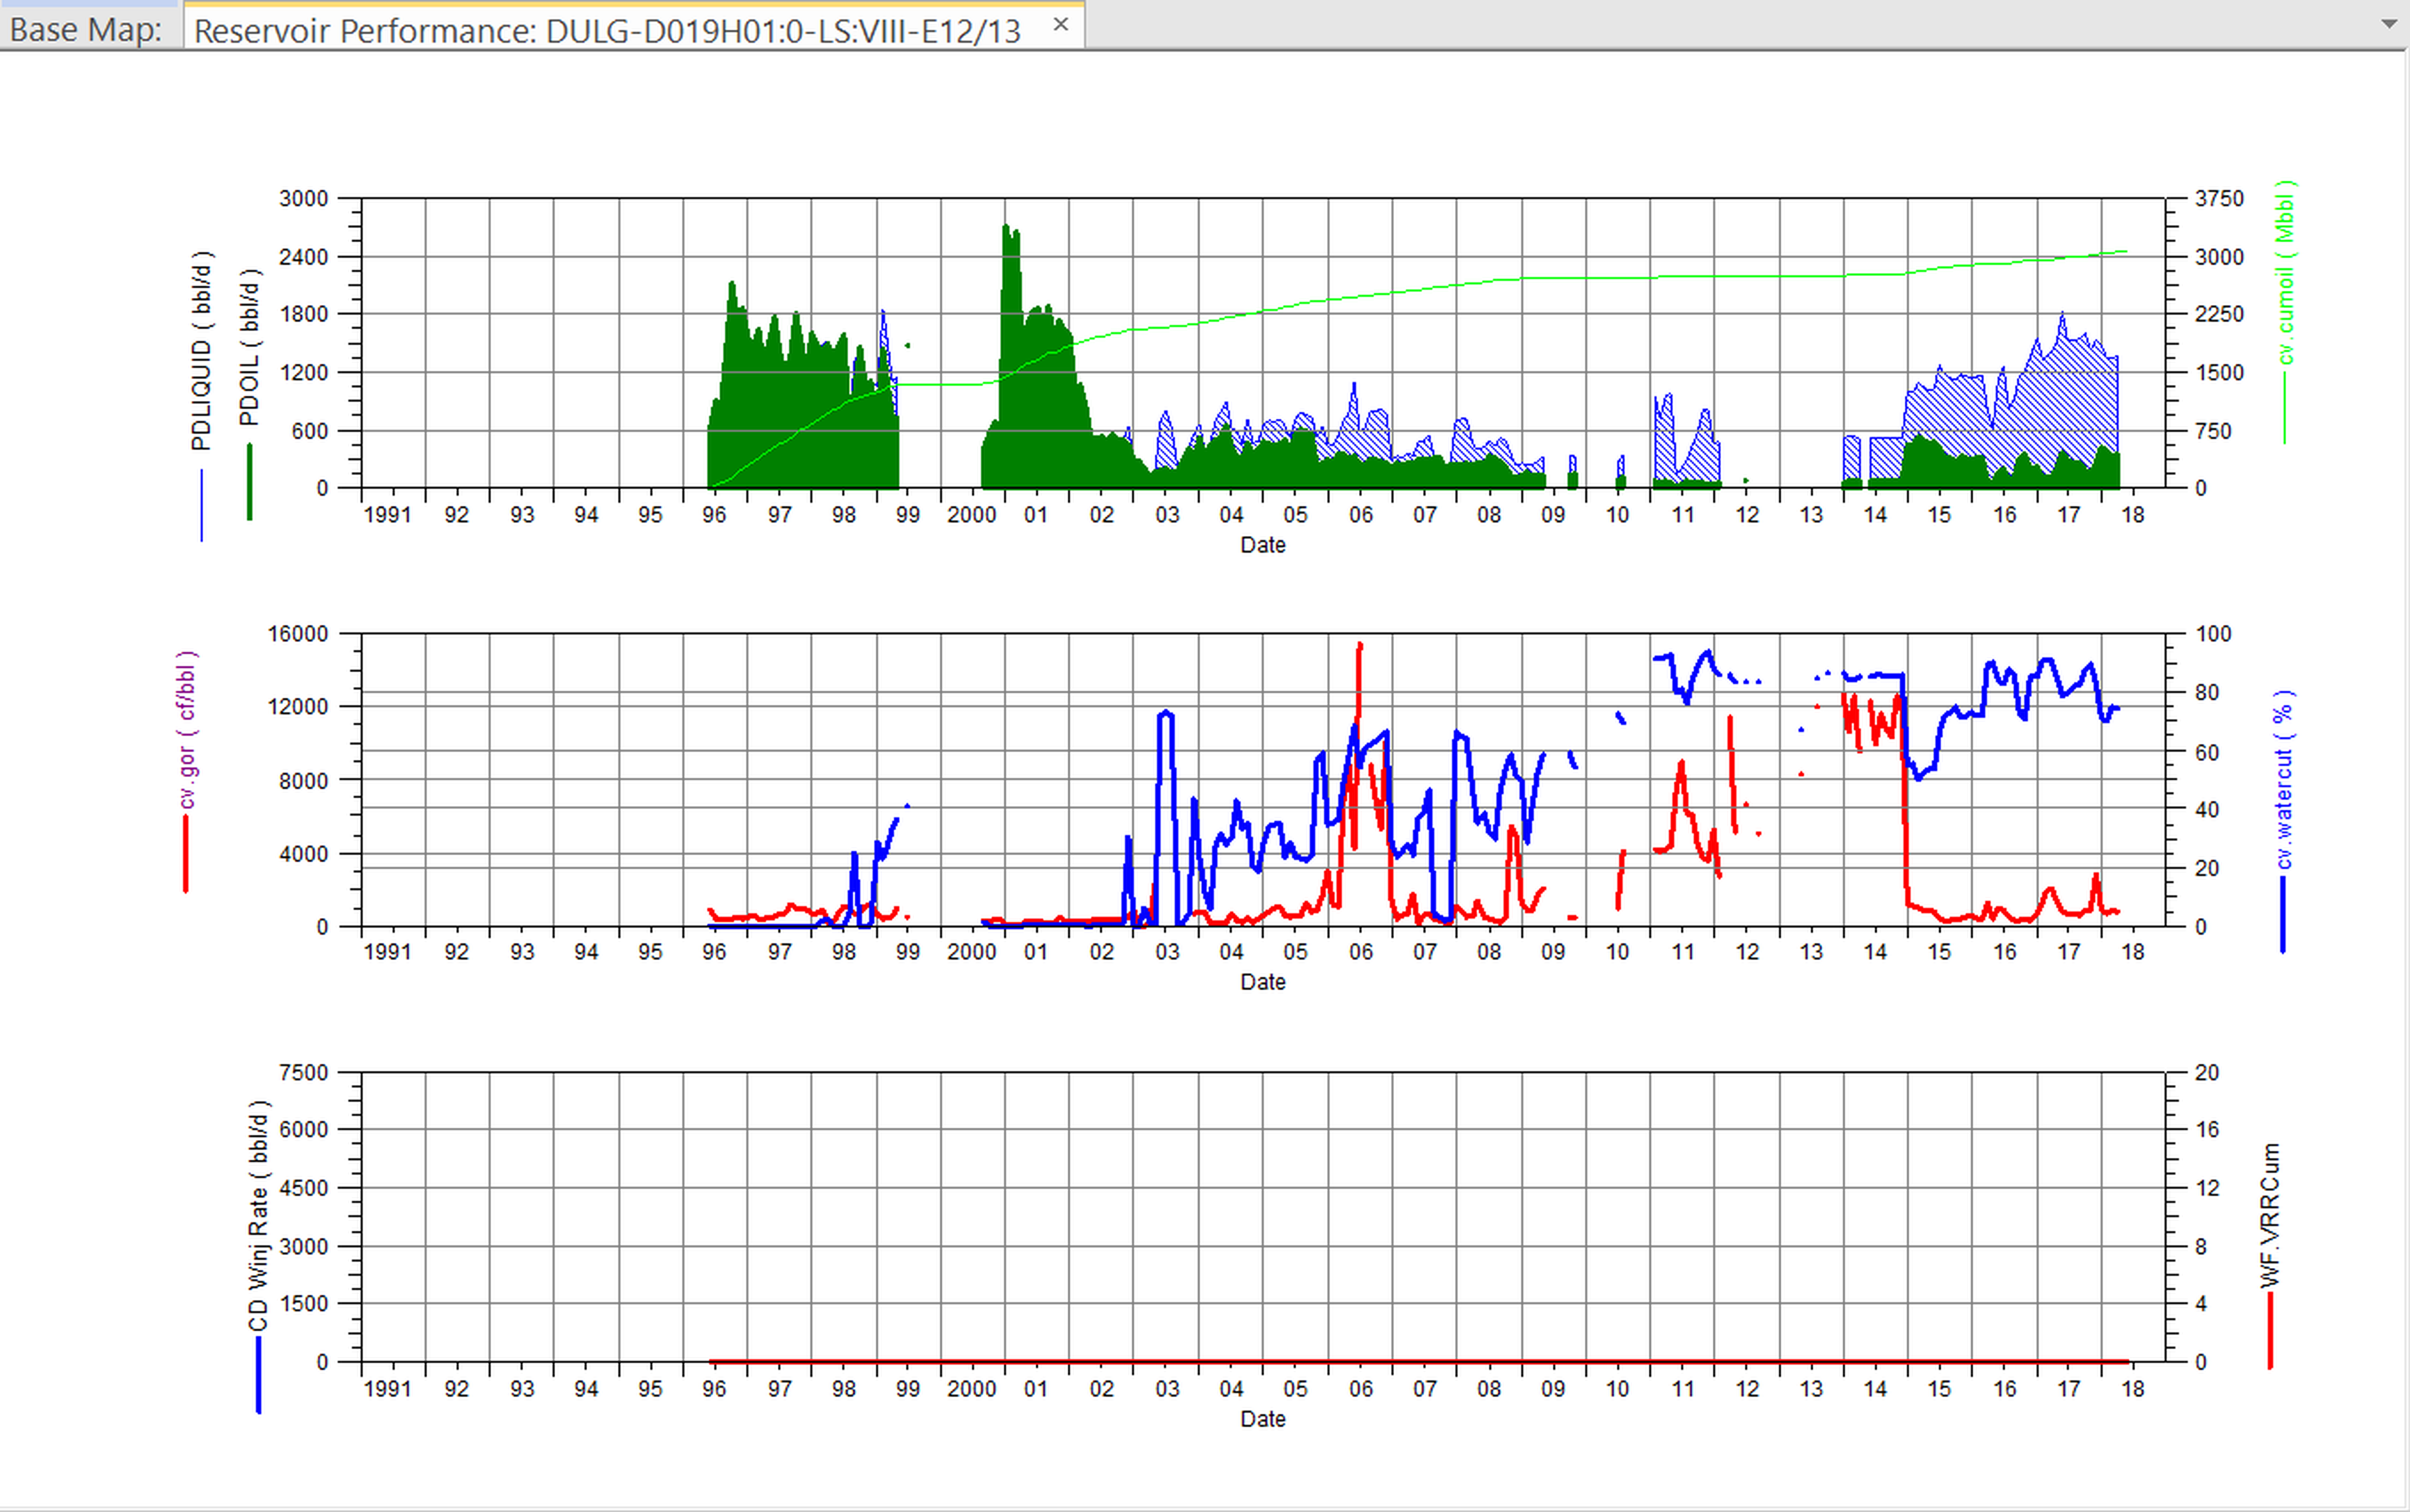 Base Map:
Reservoir Performance: DULG-D019H01:0-LS:VIII-E12/13 ×
PDLIQUID ( bbl/d )
PDOIL ( bbl/d )
3000
2400
1800
1200
600
0
3750
3000
2250
1500
750
0
cv.cumoil ( Mbbl )
1991 92 93 94 95 96 97 98 99 2000 01 02 03 04 05 06 07 08 09 10 11 12 13 14 15 16 17 18
Date
cv.gor ( cf/bbl )
16000
12000
8000
4000
0
100
80
60
40
20
0
cv.watercut ( % )
1991 92 93 94 95 96 97 98 99 2000 01 02 03 04 05 06 07 08 09 10 11 12 13 14 15 16 17 18
Date
CD Winj Rate ( bbl/d )
7500
6000
4500
3000
1500
0
20
16
12
8
4
0
WF.VRRCum
1991 92 93 94 95 96 97 98 99 2000 01 02 03 04 05 06 07 08 09 10 11 12 13 14 15 16 17 18
Date